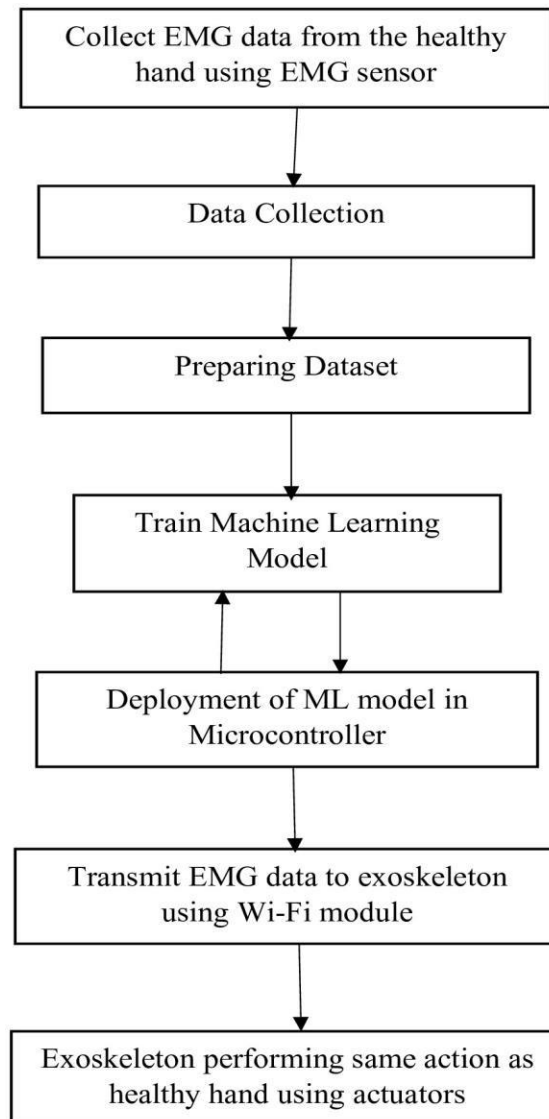 Collect EMG data from the healthy
hand using EMG sensor
Data Collection
Preparing Dataset
Train Machine Learning
Model
Deployment of ML model in
Microcontroller
Transmit EMG data to exoskeleton
using Wi-Fi module
Exoskeleton performing same action as
healthy hand using actuators